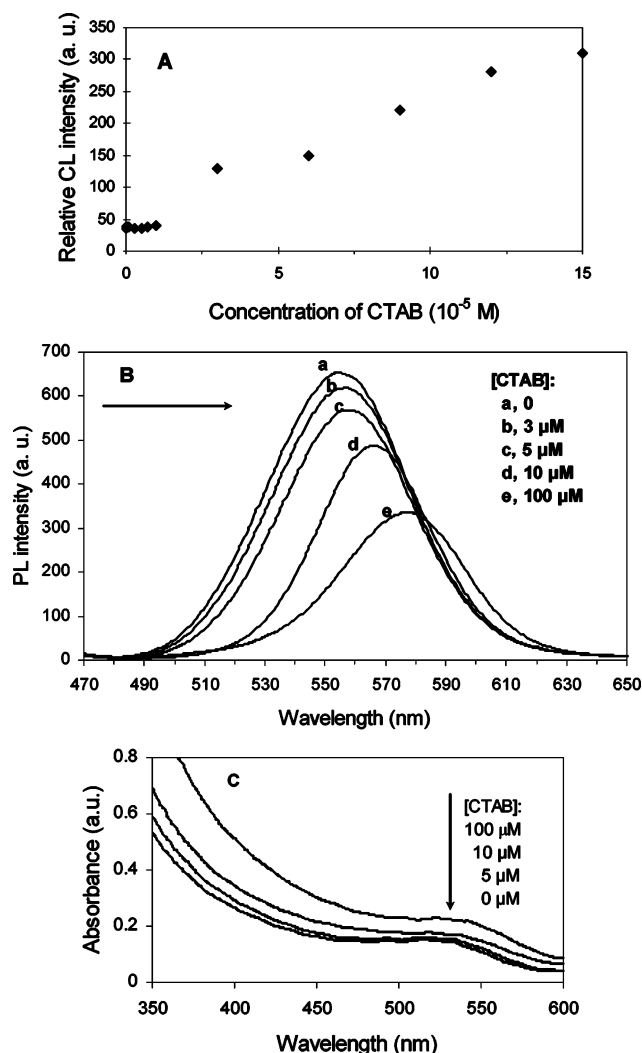 A
Relative CL intensity (a. u.)
350
300
250
200
150
100
50
0
0
5
10
15
Concentration of CTAB (10⁻⁵ M)
B
PL intensity (a. u.)
700
600
500
400
300
200
100
0
a
b
c
d
e
[CTAB]:
a, 0
b, 3 µM
c, 5 µM
d, 10 µM
e, 100 µM
470
490
510
530
550
570
590
610
630
650
Wavelength (nm)
C
Absorbance (a.u.)
0.8
0.6
0.4
0.2
0
[CTAB]:
100 µM
10 µM
5 µM
0 µM
350
400
450
500
550
600
Wavelength (nm)